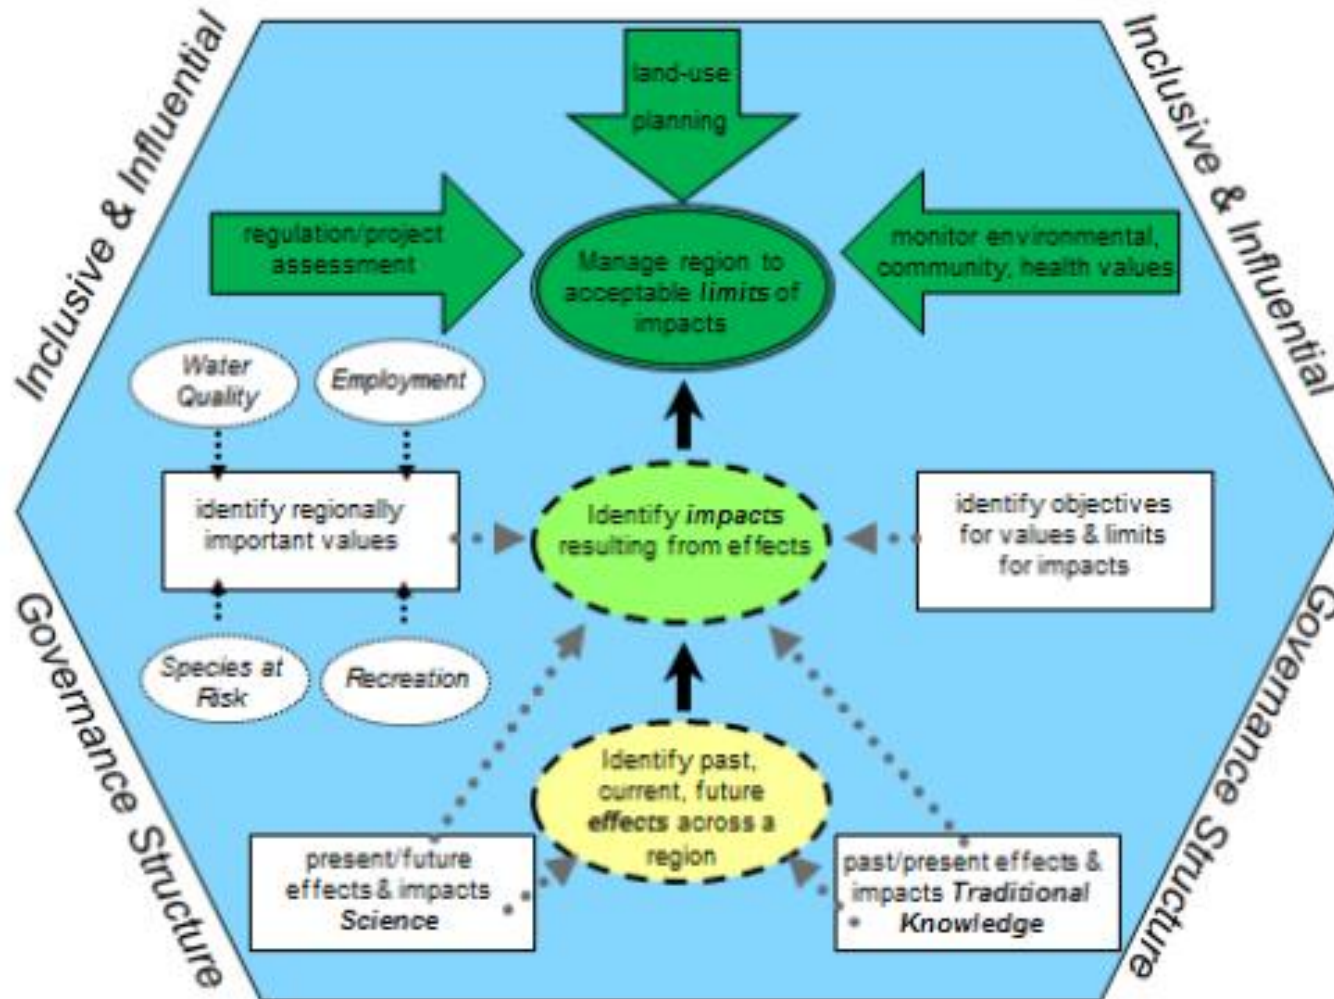 Inclusive & Influential
Inclusive & Influential
land-use
planning
regulation/project
assessment
Manage region to
acceptable limits of
impacts
monitor environmental,
community, health values
Water
Quality
Employment
identify regionally
important values
Identify impacts
resulting from effects
identify objectives
for values & limits
for impacts
Species at
Risk
Recreation
Governance Structure
Governance Structure
Identify past,
current, future
effects across a
region
present/future
effects & impacts
Science
past/present effects &
impacts Traditional
Knowledge